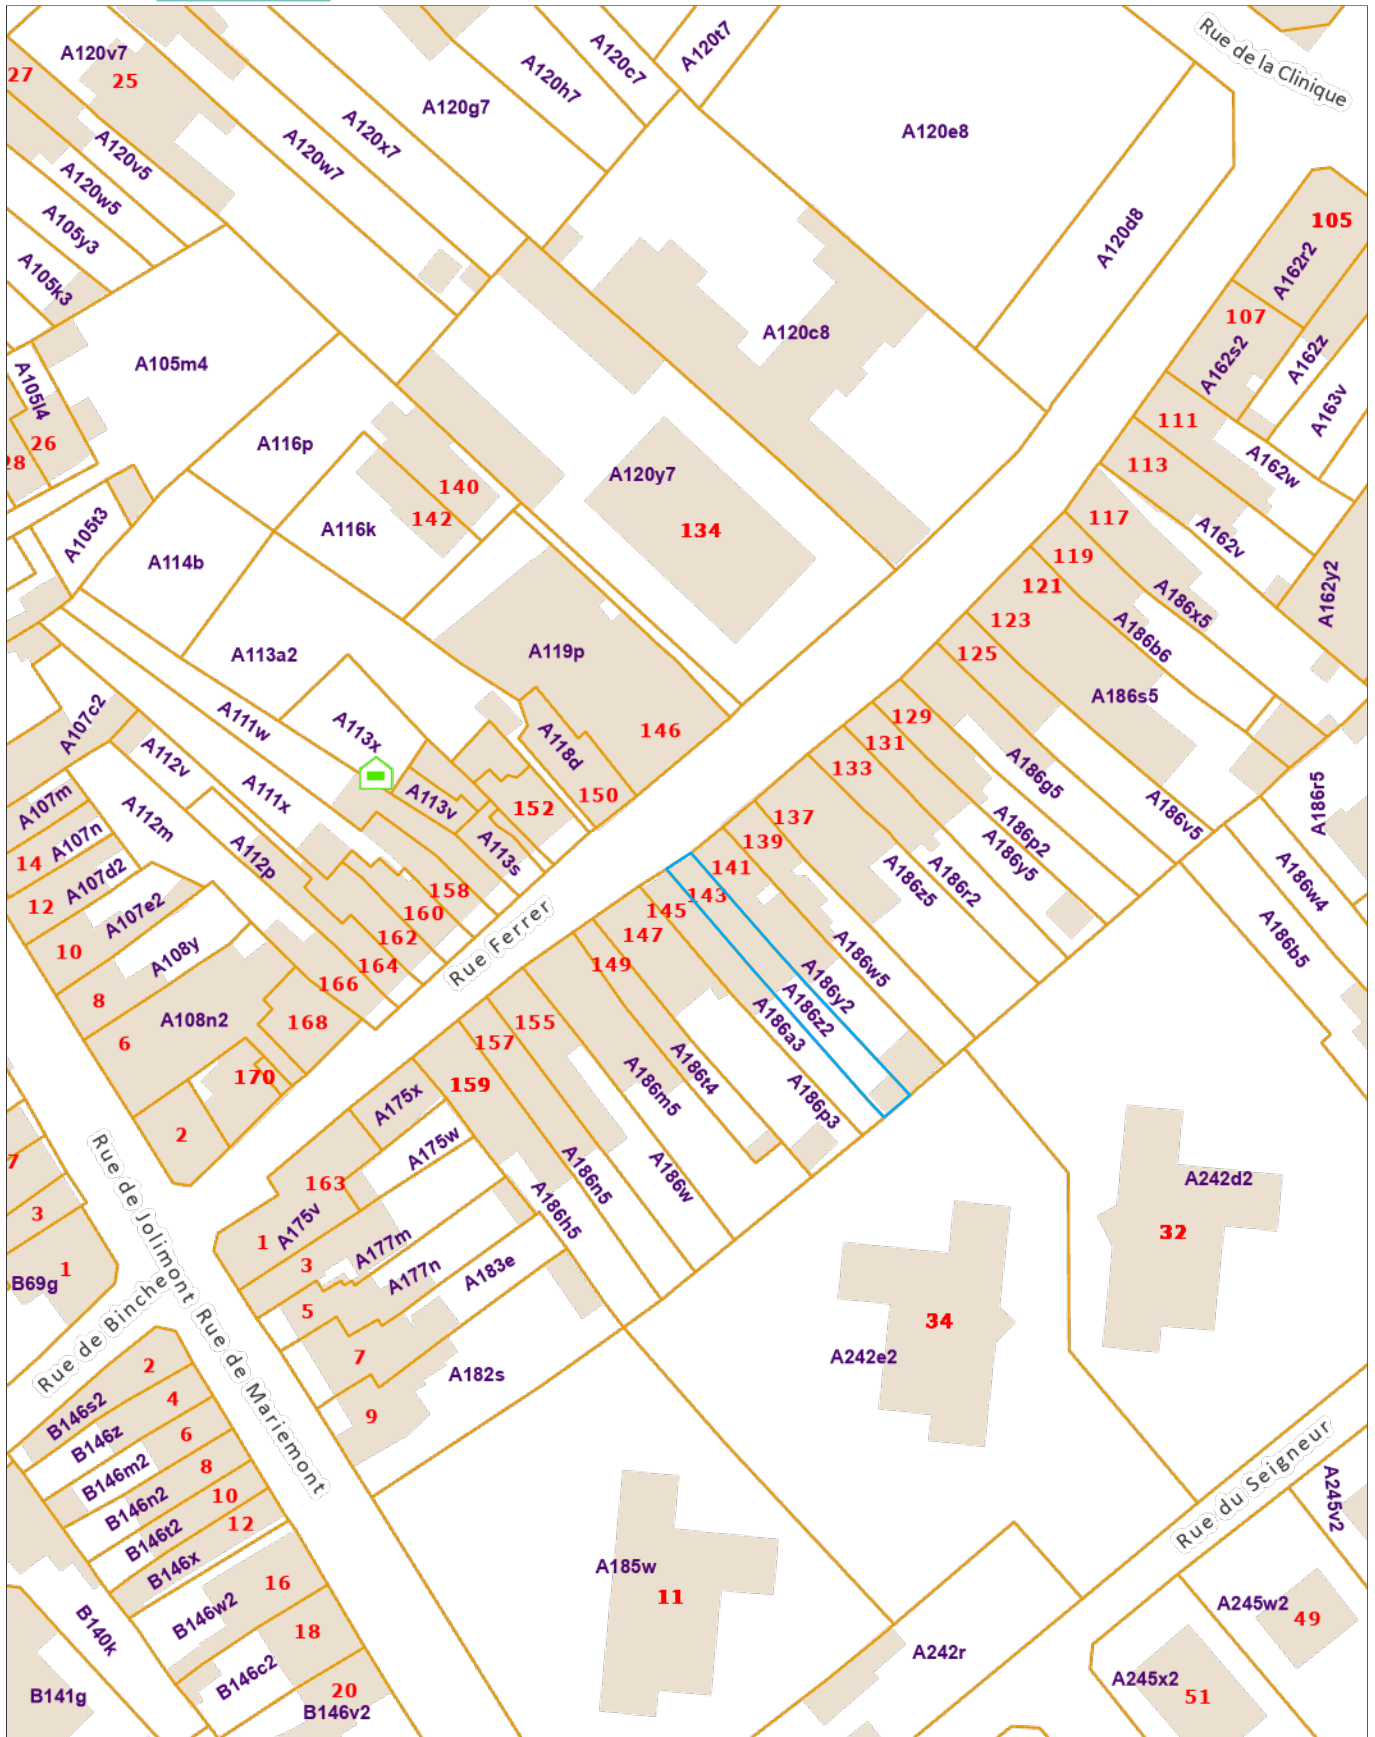 Rue de la Clinique
A120v7
27
25
A120t7
A120c7
A120h7
A120g7
A120x7
A120w7
A120e8
A120v5
A120w5
A105y3
A105k3
A120d8
105
A162r2
107
A162s2
A162z
A163v
A120c8
A105m4
A105l4
26
28
A116p
111
113
A162w
A162v
A162y2
A120y7
134
140
142
A116k
A105t3
A114b
117
119
121
123
125
A186x5
A186b6
A186s5
A113a2
A119p
146
A118d
150
152
A111w
A113x
A107c2
A112v
A111x
A113v
A113s
129
131
133
A186g5
A186v5
A186r5
A107m
A107n
14
A112m
A112p
A107d2
12
A107e2
10
A108y
8
6
A108n2
158
160
162
164
166
168
170
2
Rue Ferrer
137
139
141
143
145
147
149
155
157
159
A186p2
A186y5
A186r2
A186z5
A186w5
A186y2
A186z2
A186a3
A186p3
A186t4
A186m5
A186w
A186n5
A186h5
A186w4
A186b5
A175x
A175w
163
A175v
1
3
A177m
A177n
5
A183e
7
9
A182s
7
3
1
B69g
Rue de Jolimont
Rue de Binche
Rue de Mariemont
A242d2
32
34
A242e2
2
4
6
8
10
12
B146s2
B146z
B146m2
B146n2
B146t2
B146x
16
B146w2
18
B146c2
20
B146v2
B140k
B141g
A185w
11
Rue du Seigneur
A245v2
A245w2
49
A242r
A245x2
51